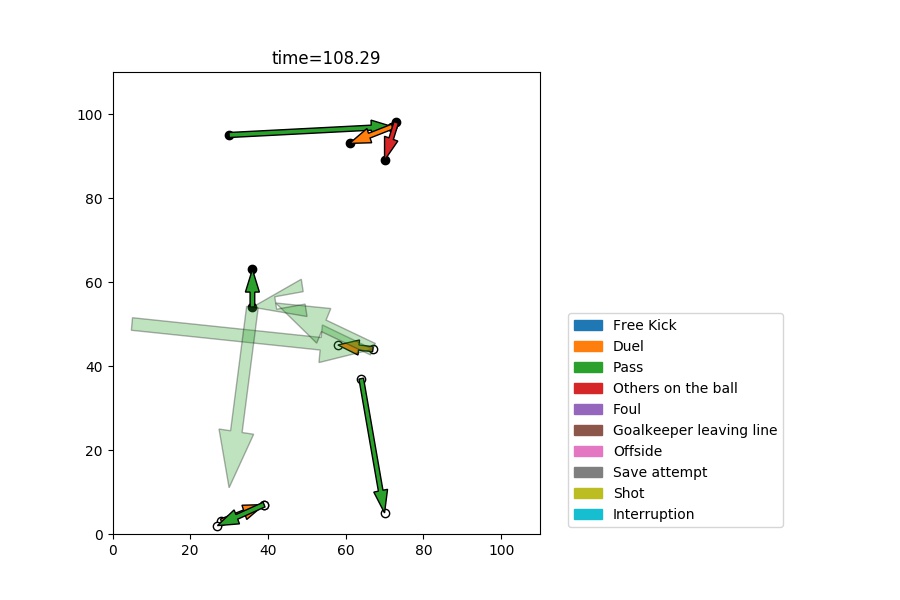 time=108.29
100
80
60
40
20
0
0 20 40 60 80 100
Free Kick
Duel
Pass
Others on the ball
Foul
Goalkeeper leaving line
Offside
Save attempt
Shot
Interruption